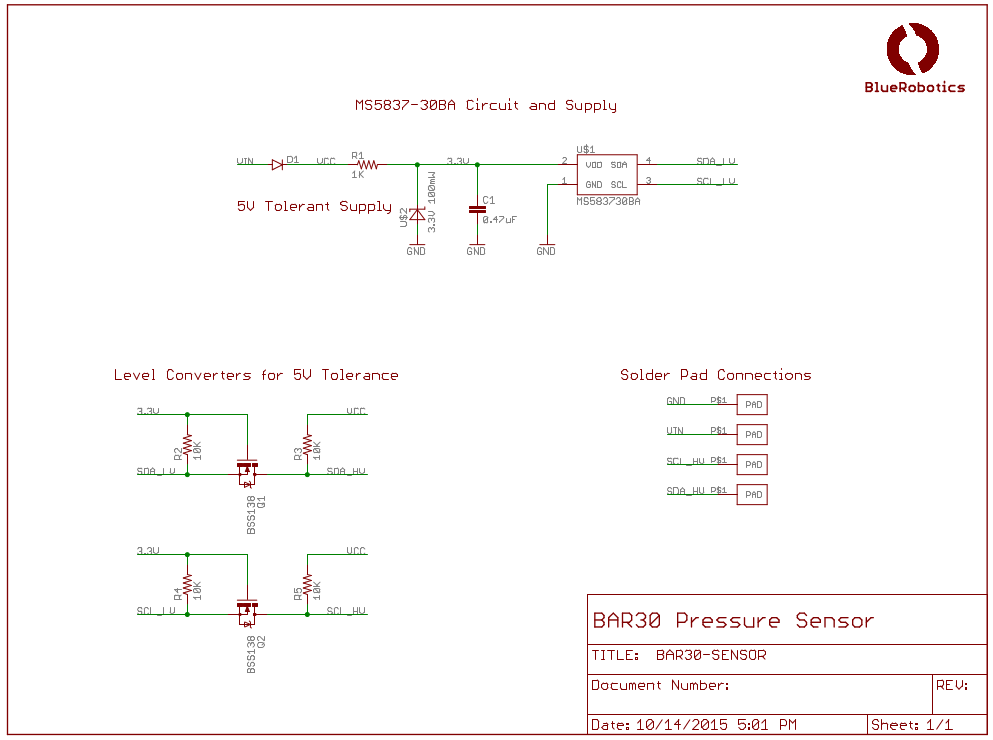 BlueRobotics
MS5837-30BA Circuit and Supply
VIN D1 VCC R1 1K 3.3V
U$1
2 VDD SDA 4 SDA_LV
1 GND SCL 3 SCL_LV
MS583730BA
5V Tolerant Supply
U$2 3.3V 100mW
C1
0.47uF
GND GND GND
Level Converters for 5V Tolerance
3.3V VCC
R2 10K R3 10K
SDA_LV SDA_HV
BSS138 Q1
3.3V VCC
R4 10K R5 10K
SCL_LV SCL_HV
BSS138 Q2
Solder Pad Connections
GND P$1 PAD
VIN P$1 PAD
SCL_HV P$1 PAD
SDA_HV P$1 PAD
BAR30 Pressure Sensor
TITLE: BAR30-SENSOR
Document Number: REV:
Date: 10/14/2015 5:01 PM Sheet: 1/1